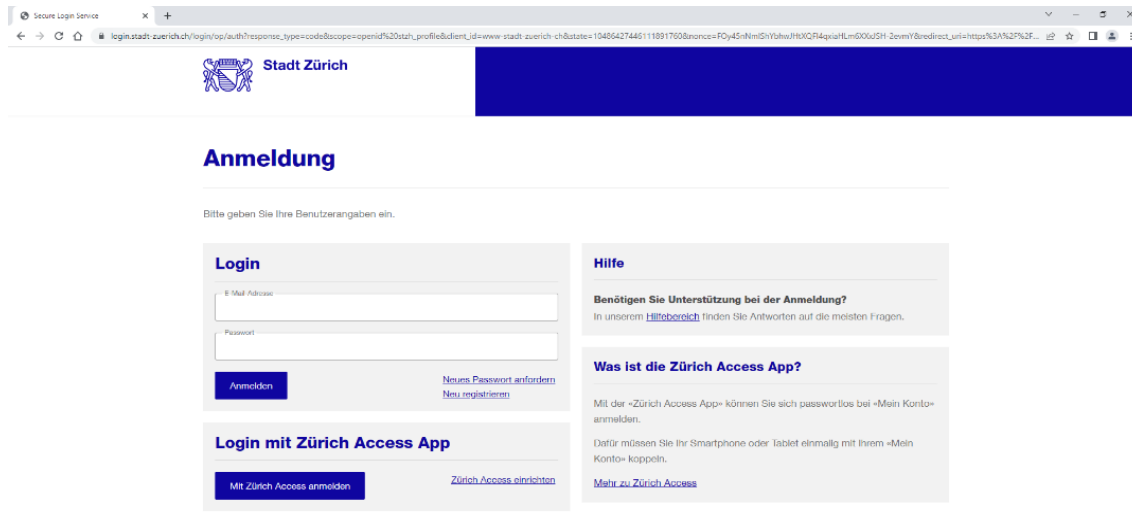 Secure Login Service
login.stadt-zuerich.ch/login/op/auth?response_type=code&scope=openid%20stzh_profile&client_id=www-stadt-zuerich-ch&state=
Stadt Zürich
Anmeldung
Bitte geben Sie Ihre Benutzerangaben ein.
Login
E-Mail-Adresse
Passwort
Anmelden
Neues Passwort anfordern
Neu registrieren
Login mit Zürich Access App
Mit Zürich Access anmelden
Zürich Access einrichten
Hilfe
Benötigen Sie Unterstützung bei der Anmeldung?
In unserem Hilfebereich finden Sie Antworten auf die meisten Fragen.
Was ist die Zürich Access App?
Mit der «Zürich Access App» können Sie sich passwortlos bei «Mein Konto»
anmelden.
Dafür müssen Sie Ihr Smartphone oder Tablet einmalig mit Ihrem «Mein
Konto» koppeln.
Mehr zu Zürich Access